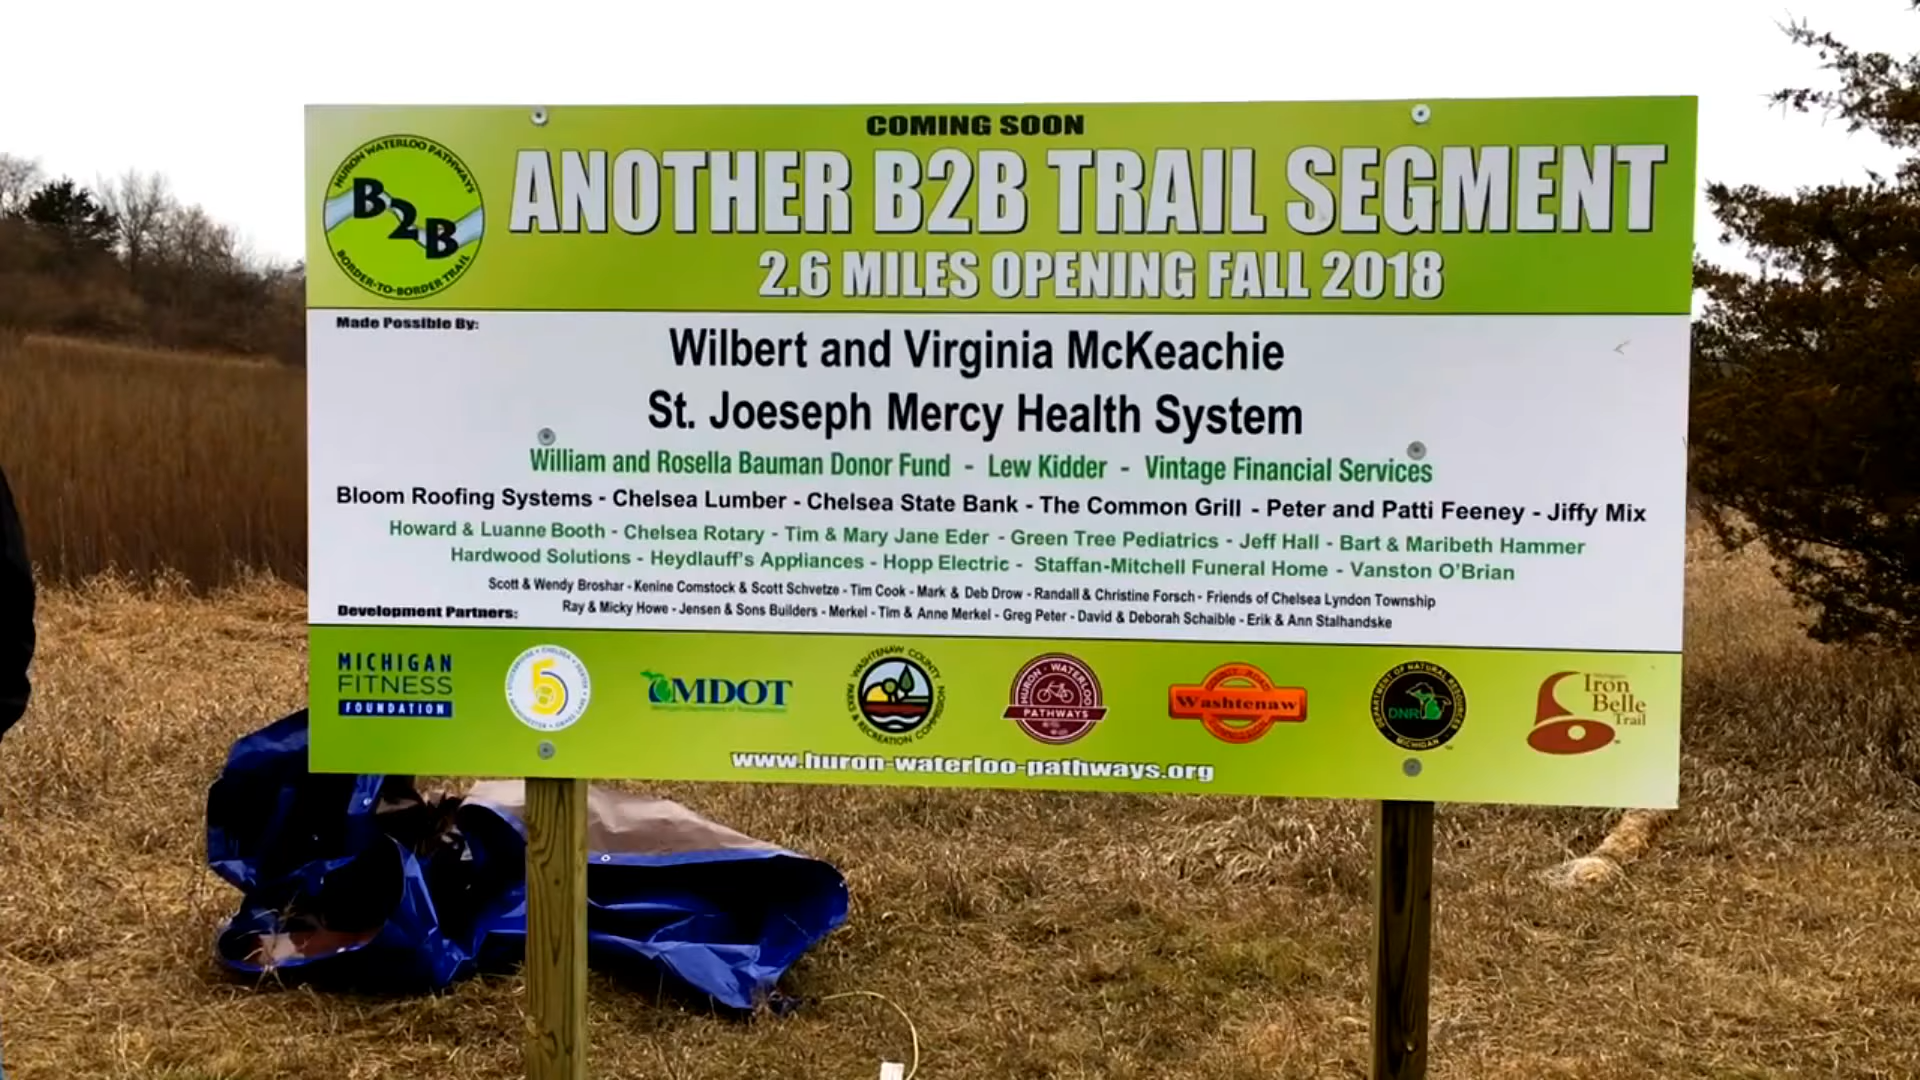 COMING SOON
ANOTHER B2B TRAIL SEGMENT
2.6 MILES OPENING FALL 2018
HURON WATERLOO PATHWAYS
B2B
BORDER-TO-BORDER TRAIL
Made Possible By:
Wilbert and Virginia McKeachie
St. Joeseph Mercy Health System
William and Rosella Bauman Donor Fund - Lew Kidder - Vintage Financial Services
Bloom Roofing Systems - Chelsea Lumber - Chelsea State Bank - The Common Grill - Peter and Patti Feeney - Jiffy Mix
Howard & Luanne Booth - Chelsea Rotary - Tim & Mary Jane Eder - Green Tree Pediatrics - Jeff Hall - Bart & Maribeth Hammer
Hardwood Solutions - Heydlauff's Appliances - Hopp Electric - Staffan-Mitchell Funeral Home - Vanston O'Brian
Scott & Wendy Broshar - Kenine Comstock & Scott Schvetze - Tim Cook - Mark & Deb Drow - Randall & Christine Forsch - Friends of Chelsea Lyndon Township
Ray & Micky Howe - Jensen & Sons Builders - Merkel - Tim & Anne Merkel - Greg Peter - David & Deborah Schaible - Erik & Ann Stalhandske
Development Partners:
MICHIGAN
FITNESS
FOUNDATION
5
MDOT
WASHTENAW COUNTY
PARKS & RECREATION COMMISSION
HURON - WATERLOO
PATHWAYS
Washtenaw
DEPARTMENT OF NATURAL RESOURCES
DNR
MICHIGAN
Iron
Belle
Trail
www.huron-waterloo-pathways.org